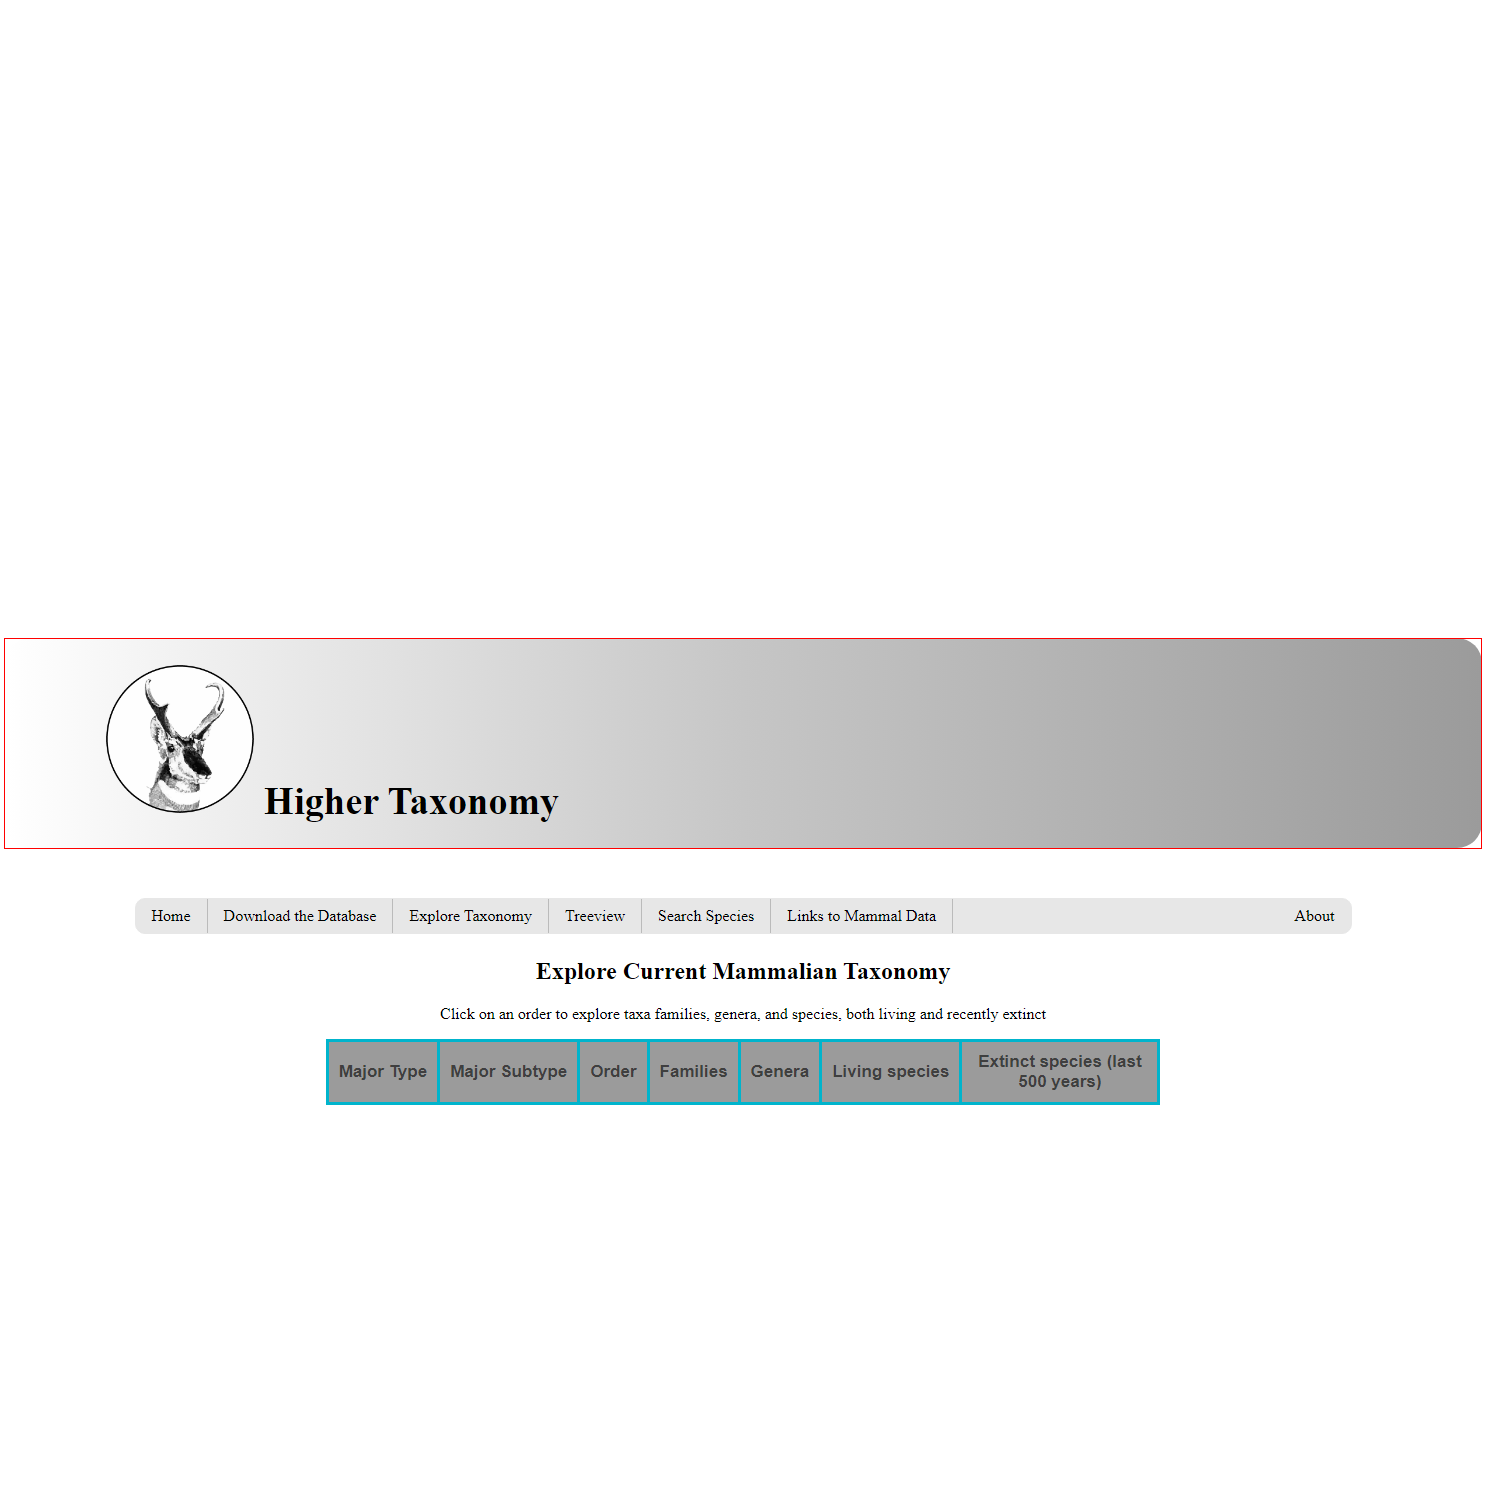 Higher Taxonomy
Home Download the Database Explore Taxonomy Treeview Search Species Links to Mammal Data About
Explore Current Mammalian Taxonomy
Click on an order to explore taxa families, genera, and species, both living and recently extinct
Major Type Major Subtype Order Families Genera Living species Extinct species (last
500 years)